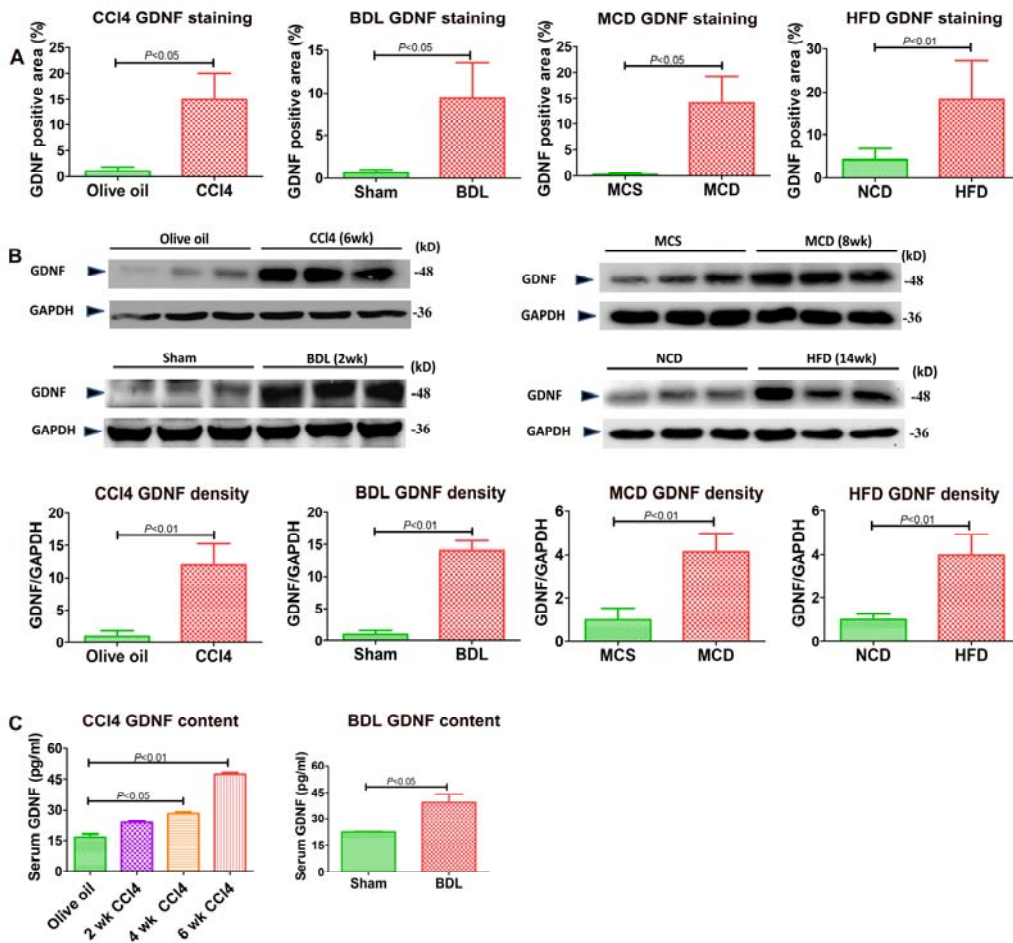 A
CCl4 GDNF staining
GDNF positive area (%)
25
20
15
10
5
0
P<0.05
Olive oil CCl4
BDL GDNF staining
GDNF positive area (%)
15
10
5
0
P<0.05
Sham BDL
MCD GDNF staining
GDNF positive area (%)
25
20
15
10
5
0
P<0.05
MCS MCD
HFD GDNF staining
GDNF positive area (%)
30
20
10
0
P<0.01
NCD HFD
B
Olive oil CCl4 (6wk) (kD)
GDNF -48
GAPDH -36
MCS MCD (8wk) (kD)
GDNF -48
GAPDH -36
Sham BDL (2wk) (kD)
GDNF -48
GAPDH -36
NCD HFD (14wk) (kD)
GDNF -48
GAPDH -36
CCl4 GDNF density
GDNF/GAPDH
20
15
10
5
0
P<0.01
Olive oil CCl4
BDL GDNF density
GDNF/GAPDH
20
15
10
5
0
P<0.01
Sham BDL
MCD GDNF density
GDNF/GAPDH
6
4
2
0
P<0.01
MCS MCD
HFD GDNF density
GDNF/GAPDH
6
4
2
0
P<0.01
NCD HFD
C
CCl4 GDNF content
Serum GDNF (pg/ml)
60
45
30
15
0
P<0.01
P<0.05
Olive oil
2 wk CCl4
4 wk CCl4
6 wk CCl4
BDL GDNF content
Serum GDNF (pg/ml)
60
45
30
15
0
P<0.05
Sham BDL